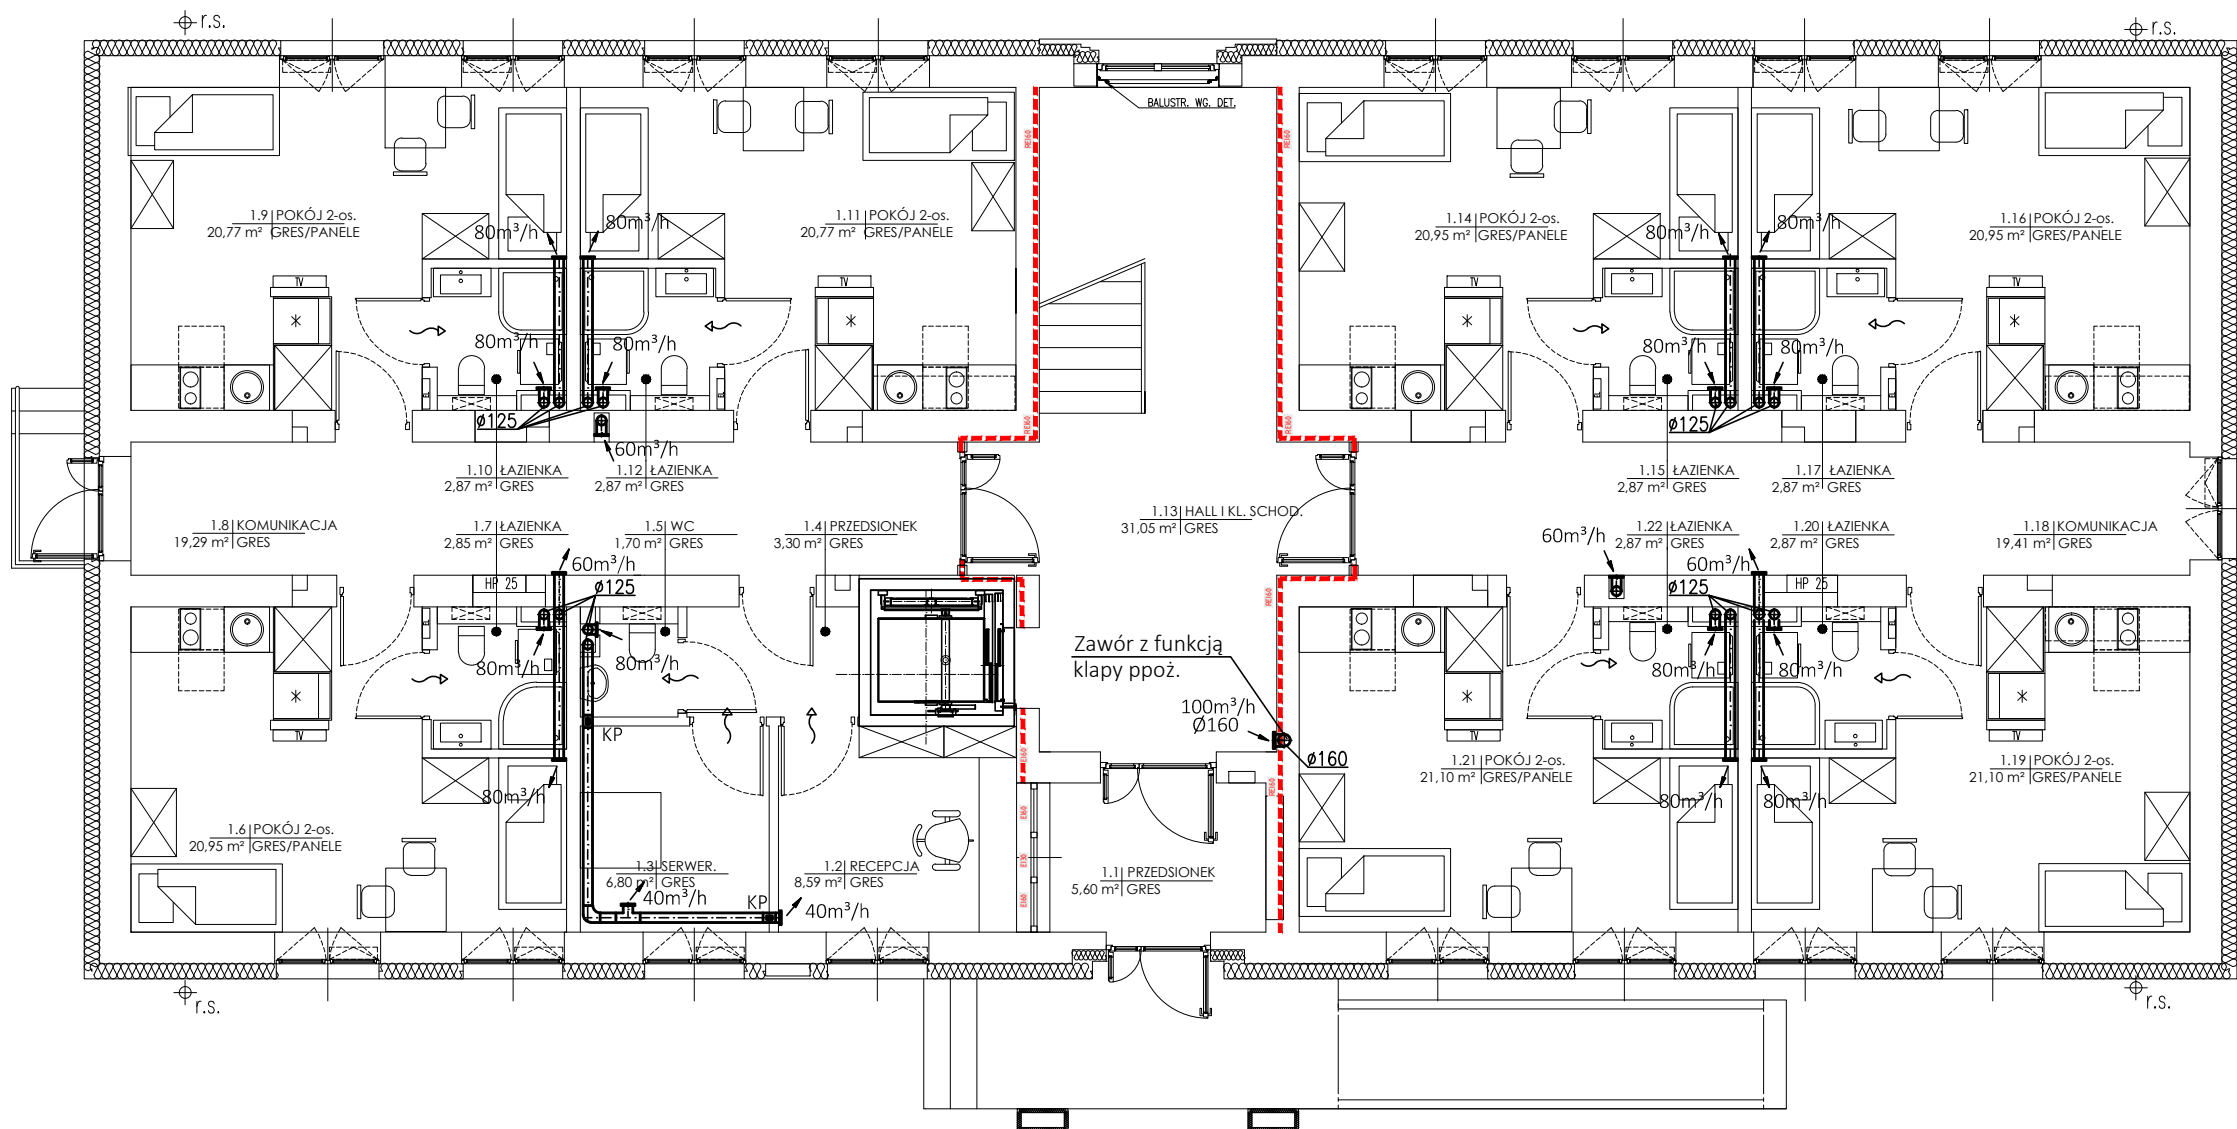 r.s.
r.s.
BALUSTR. WG. DET.
REI60
REI60
1.9 POKÓJ 2-os.
20,77 m² GRES/PANELE
1.11 POKÓJ 2-os.
20,77 m² GRES/PANELE
1.14 POKÓJ 2-os.
20,95 m² GRES/PANELE
1.16 POKÓJ 2-os.
20,95 m² GRES/PANELE
80m³/h
80m³/h
80m³/h
80m³/h
TV
TV
TV
TV
80m³/h
80m³/h
80m³/h
80m³/h
ø125
ø125
REI60
REI60
60m³/h
1.10 ŁAZIENKA
2,87 m² GRES
1.12 ŁAZIENKA
2,87 m² GRES
1.15 ŁAZIENKA
2,87 m² GRES
1.17 ŁAZIENKA
2,87 m² GRES
1.8 KOMUNIKACJA
19,29 m² GRES
1.7 ŁAZIENKA
2,85 m² GRES
1.5 WC
1,70 m² GRES
1.4 PRZEDSIONEK
3,30 m² GRES
1.13 HALL I KL. SCHOD.
31,05 m² GRES
1.22 ŁAZIENKA
2,87 m² GRES
1.20 ŁAZIENKA
2,87 m² GRES
1.18 KOMUNIKACJA
19,41 m² GRES
60m³/h
60m³/h
60m³/h
HP 25
ø125
ø125
HP 25
REI60
80m³/h
80m³/h
80m³/h
80m³/h
Zawór z funkcją
klapy ppoż.
100m³/h
Ø160
ø160
KP
TV
TV
TV
EI60
REI60
1.21 POKÓJ 2-os.
21,10 m² GRES/PANELE
1.19 POKÓJ 2-os.
21,10 m² GRES/PANELE
80m³/h
80m³/h
80m³/h
1.6 POKÓJ 2-os.
20,95 m² GRES/PANELE
EI60
EI30
EI60
1.3 SERWER.
6,80 m² GRES
1.2 RECEPCJA
8,59 m² GRES
1.1 PRZEDSIONEK
5,60 m² GRES
40m³/h
KP
40m³/h
r.s.
r.s.